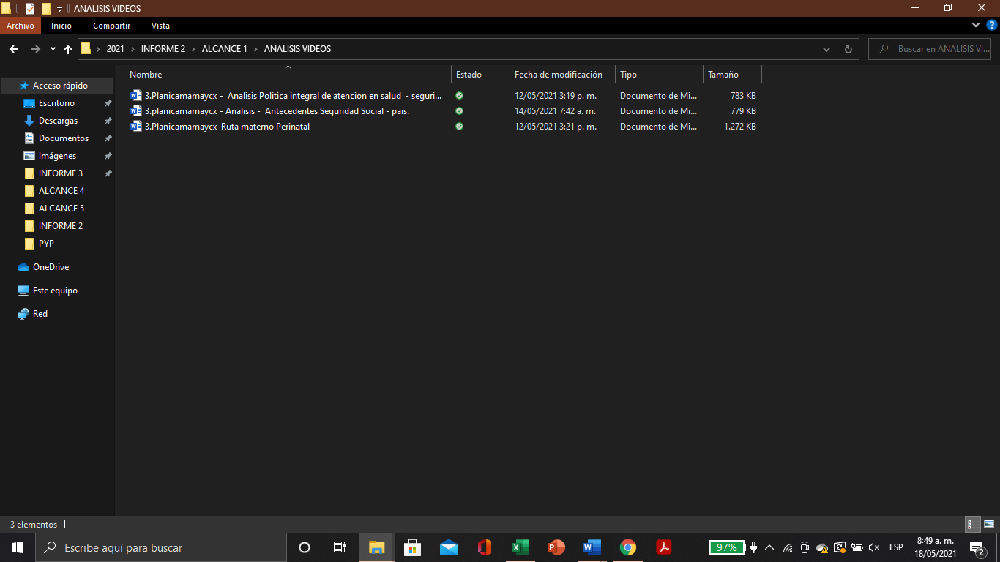 ANALISIS VIDEOS
Archivo Inicio Compartir Vista
2021 › INFORME 2 › ALCANCE 1 › ANALISIS VIDEOS
Buscar en ANALISIS VI...
Nombre Estado Fecha de modificación Tipo Tamaño
3.Planicamamaycx - Analisis Politica integral de atencion en salud - seguri... 12/05/2021 3:19 p. m. Documento de Mi... 783 KB
3.planicamamaycx - Analisis - Antecedentes Seguridad Social - pais. 14/05/2021 7:42 a. m. Documento de Mi... 779 KB
3.Planicamamaycx-Ruta materno Perinatal 12/05/2021 3:21 p. m. Documento de Mi... 1.272 KB
Acceso rápido
Escritorio
Descargas
Documentos
Imágenes
INFORME 3
ALCANCE 4
ALCANCE 5
INFORME 2
PYP
OneDrive
Este equipo
Red
3 elementos
Escribe aquí para buscar
97%
ESP
8:49 a. m.
18/05/2021
2